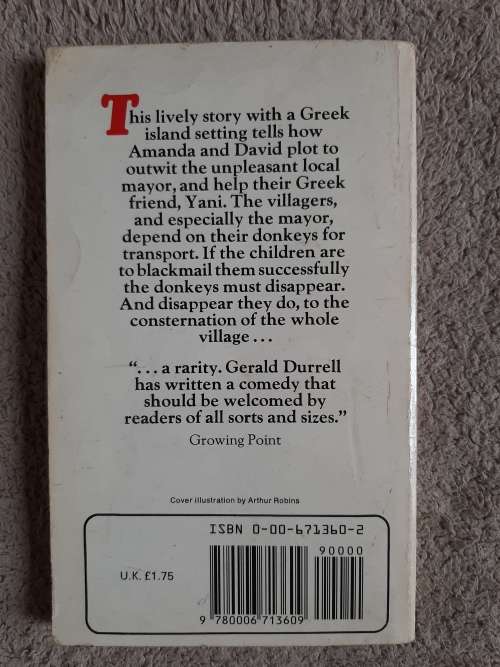 This lively story with a Greek
island setting tells how
Amanda and David plot to
outwit the unpleasant local
mayor, and help their Greek
friend, Yani. The villagers,
and especially the mayor,
depend on their donkeys for
transport. If the children are
to blackmail them successfully
the donkeys must disappear.
And disappear they do, to the
consternation of the whole
village...
“... a rarity. Gerald Durrell
has written a comedy that
should be welcomed by
readers of all sorts and sizes.”
Growing Point
Cover illustration by Arthur Robins
ISBN 0-00-671360-2
90000
U.K. £1.75
9 780006 713609